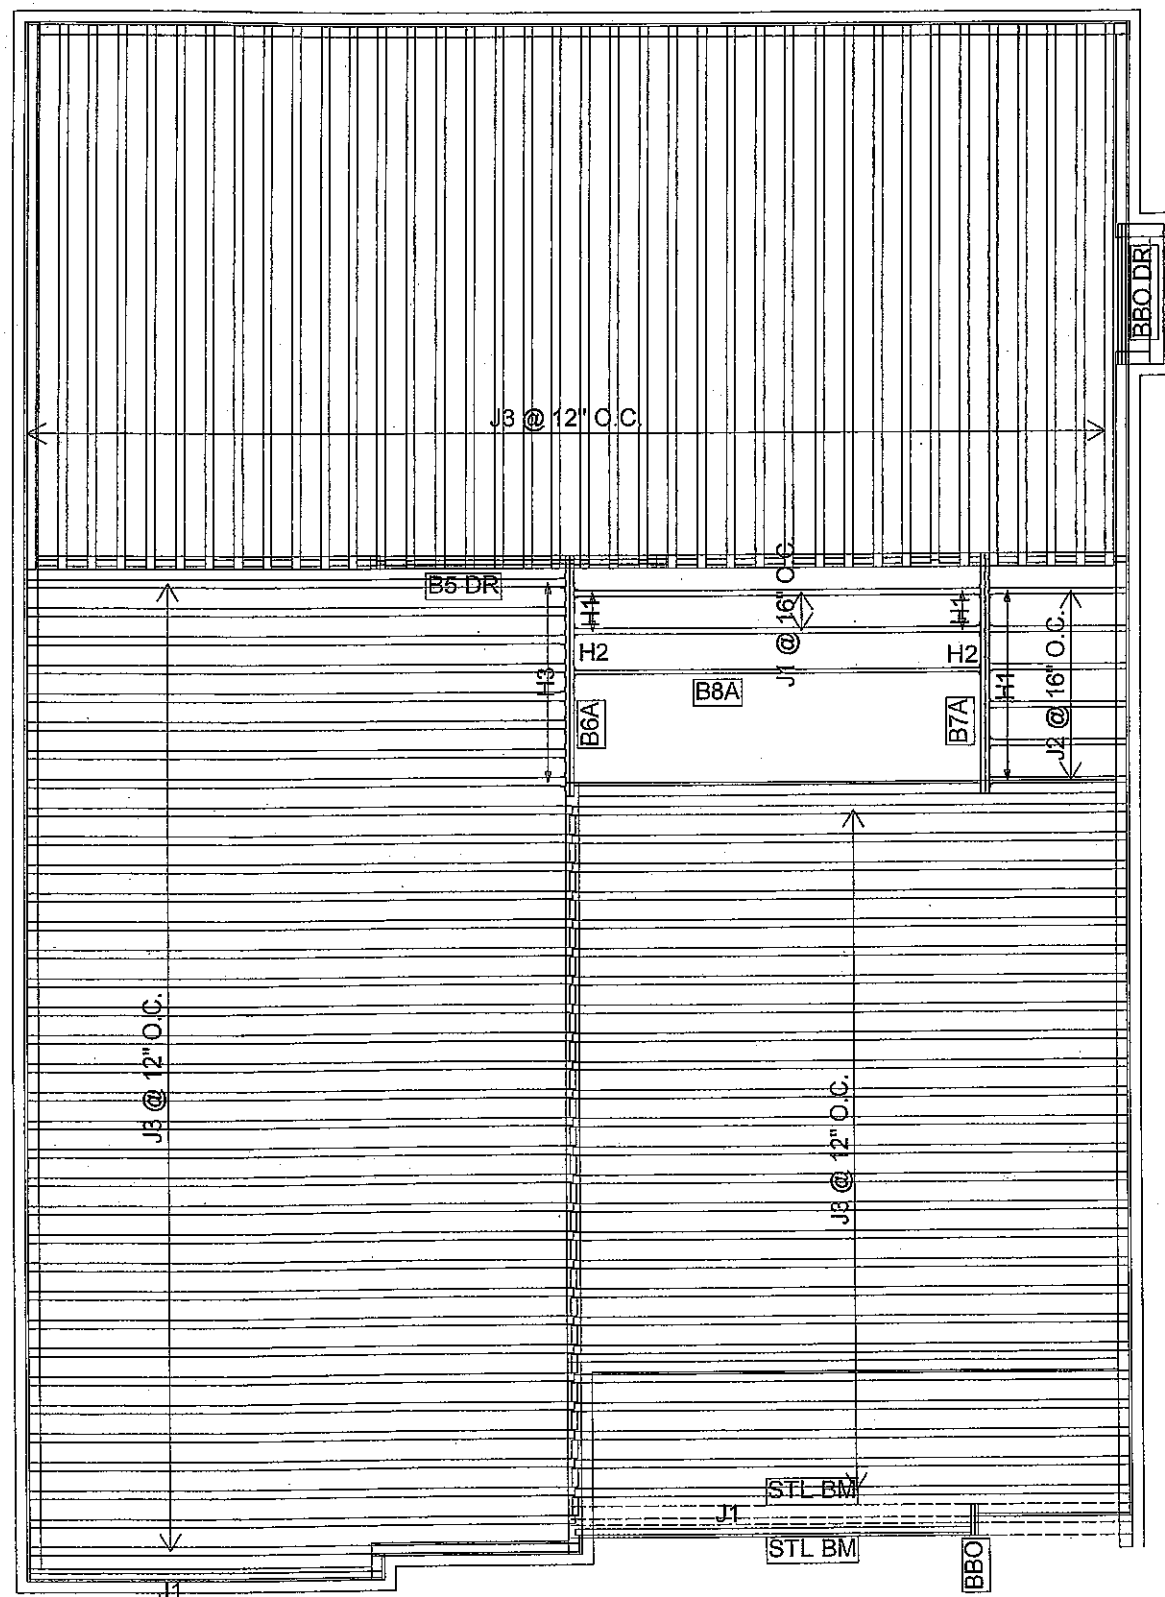 BBO DR.
J3 @ 12" O.C.
B5 DR
H1
J1 @ 16" O.C.
H1
H2
H2
H3
B6A
B8A
B7A
H1
J2 @ 16" O.C.
J3 @ 12" O.C.
J3 @ 12" O.C.
STL BM
J1
STL BM
BBO
J1